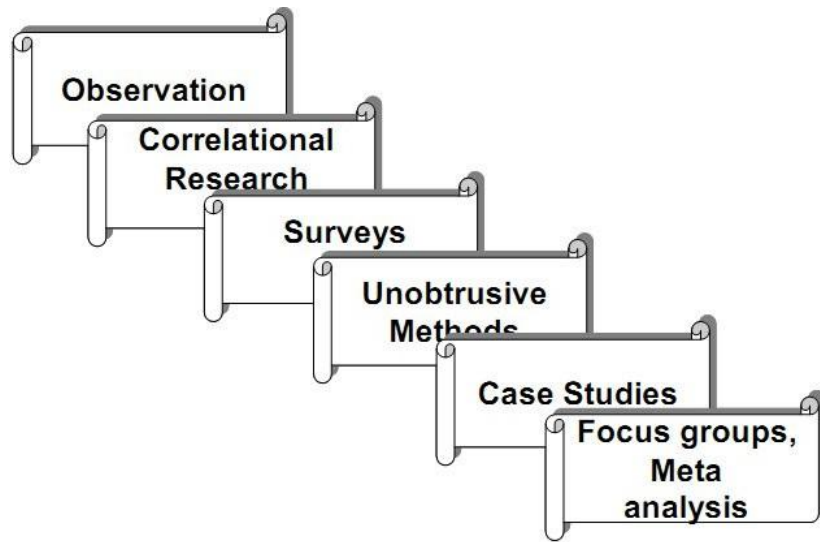 Observation
Correlational
Research
Surveys
Unobtrusive
Methods
Case Studies
Focus groups,
Meta
analysis